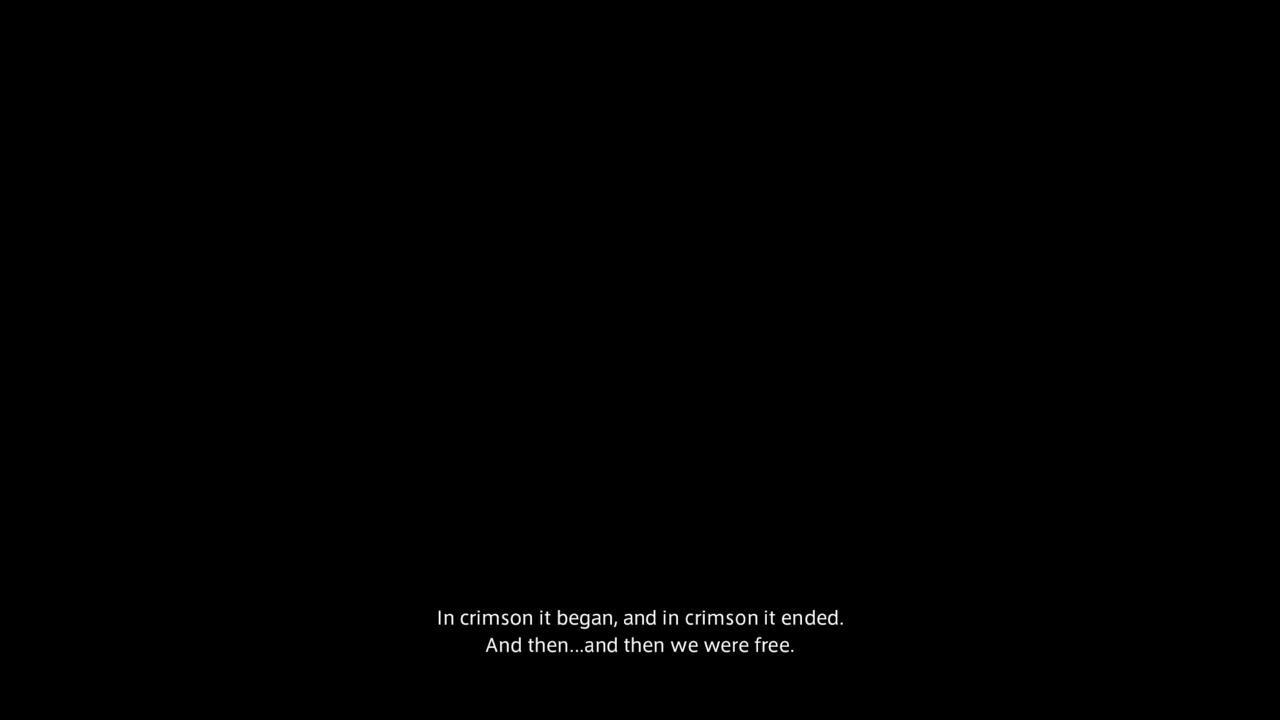 In crimson it began, and in crimson it ended.
And then...and then we were free.